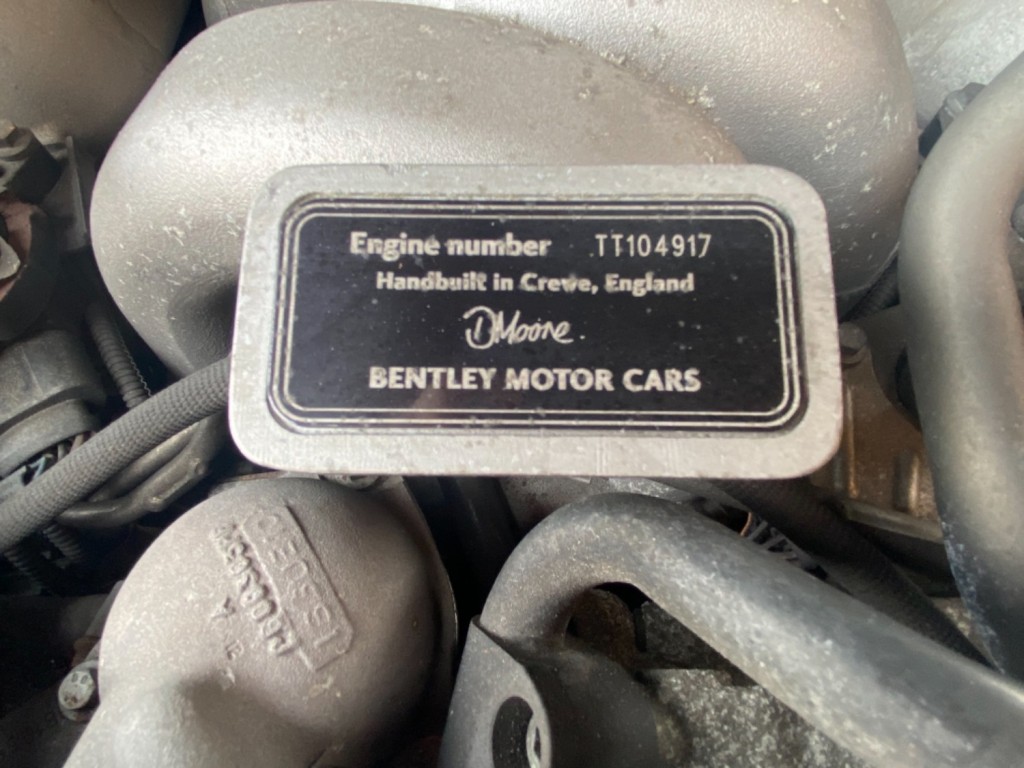 Engine number TT104917
Handbuilt in Crewe, England
DMoore
BENTLEY MOTOR CARS